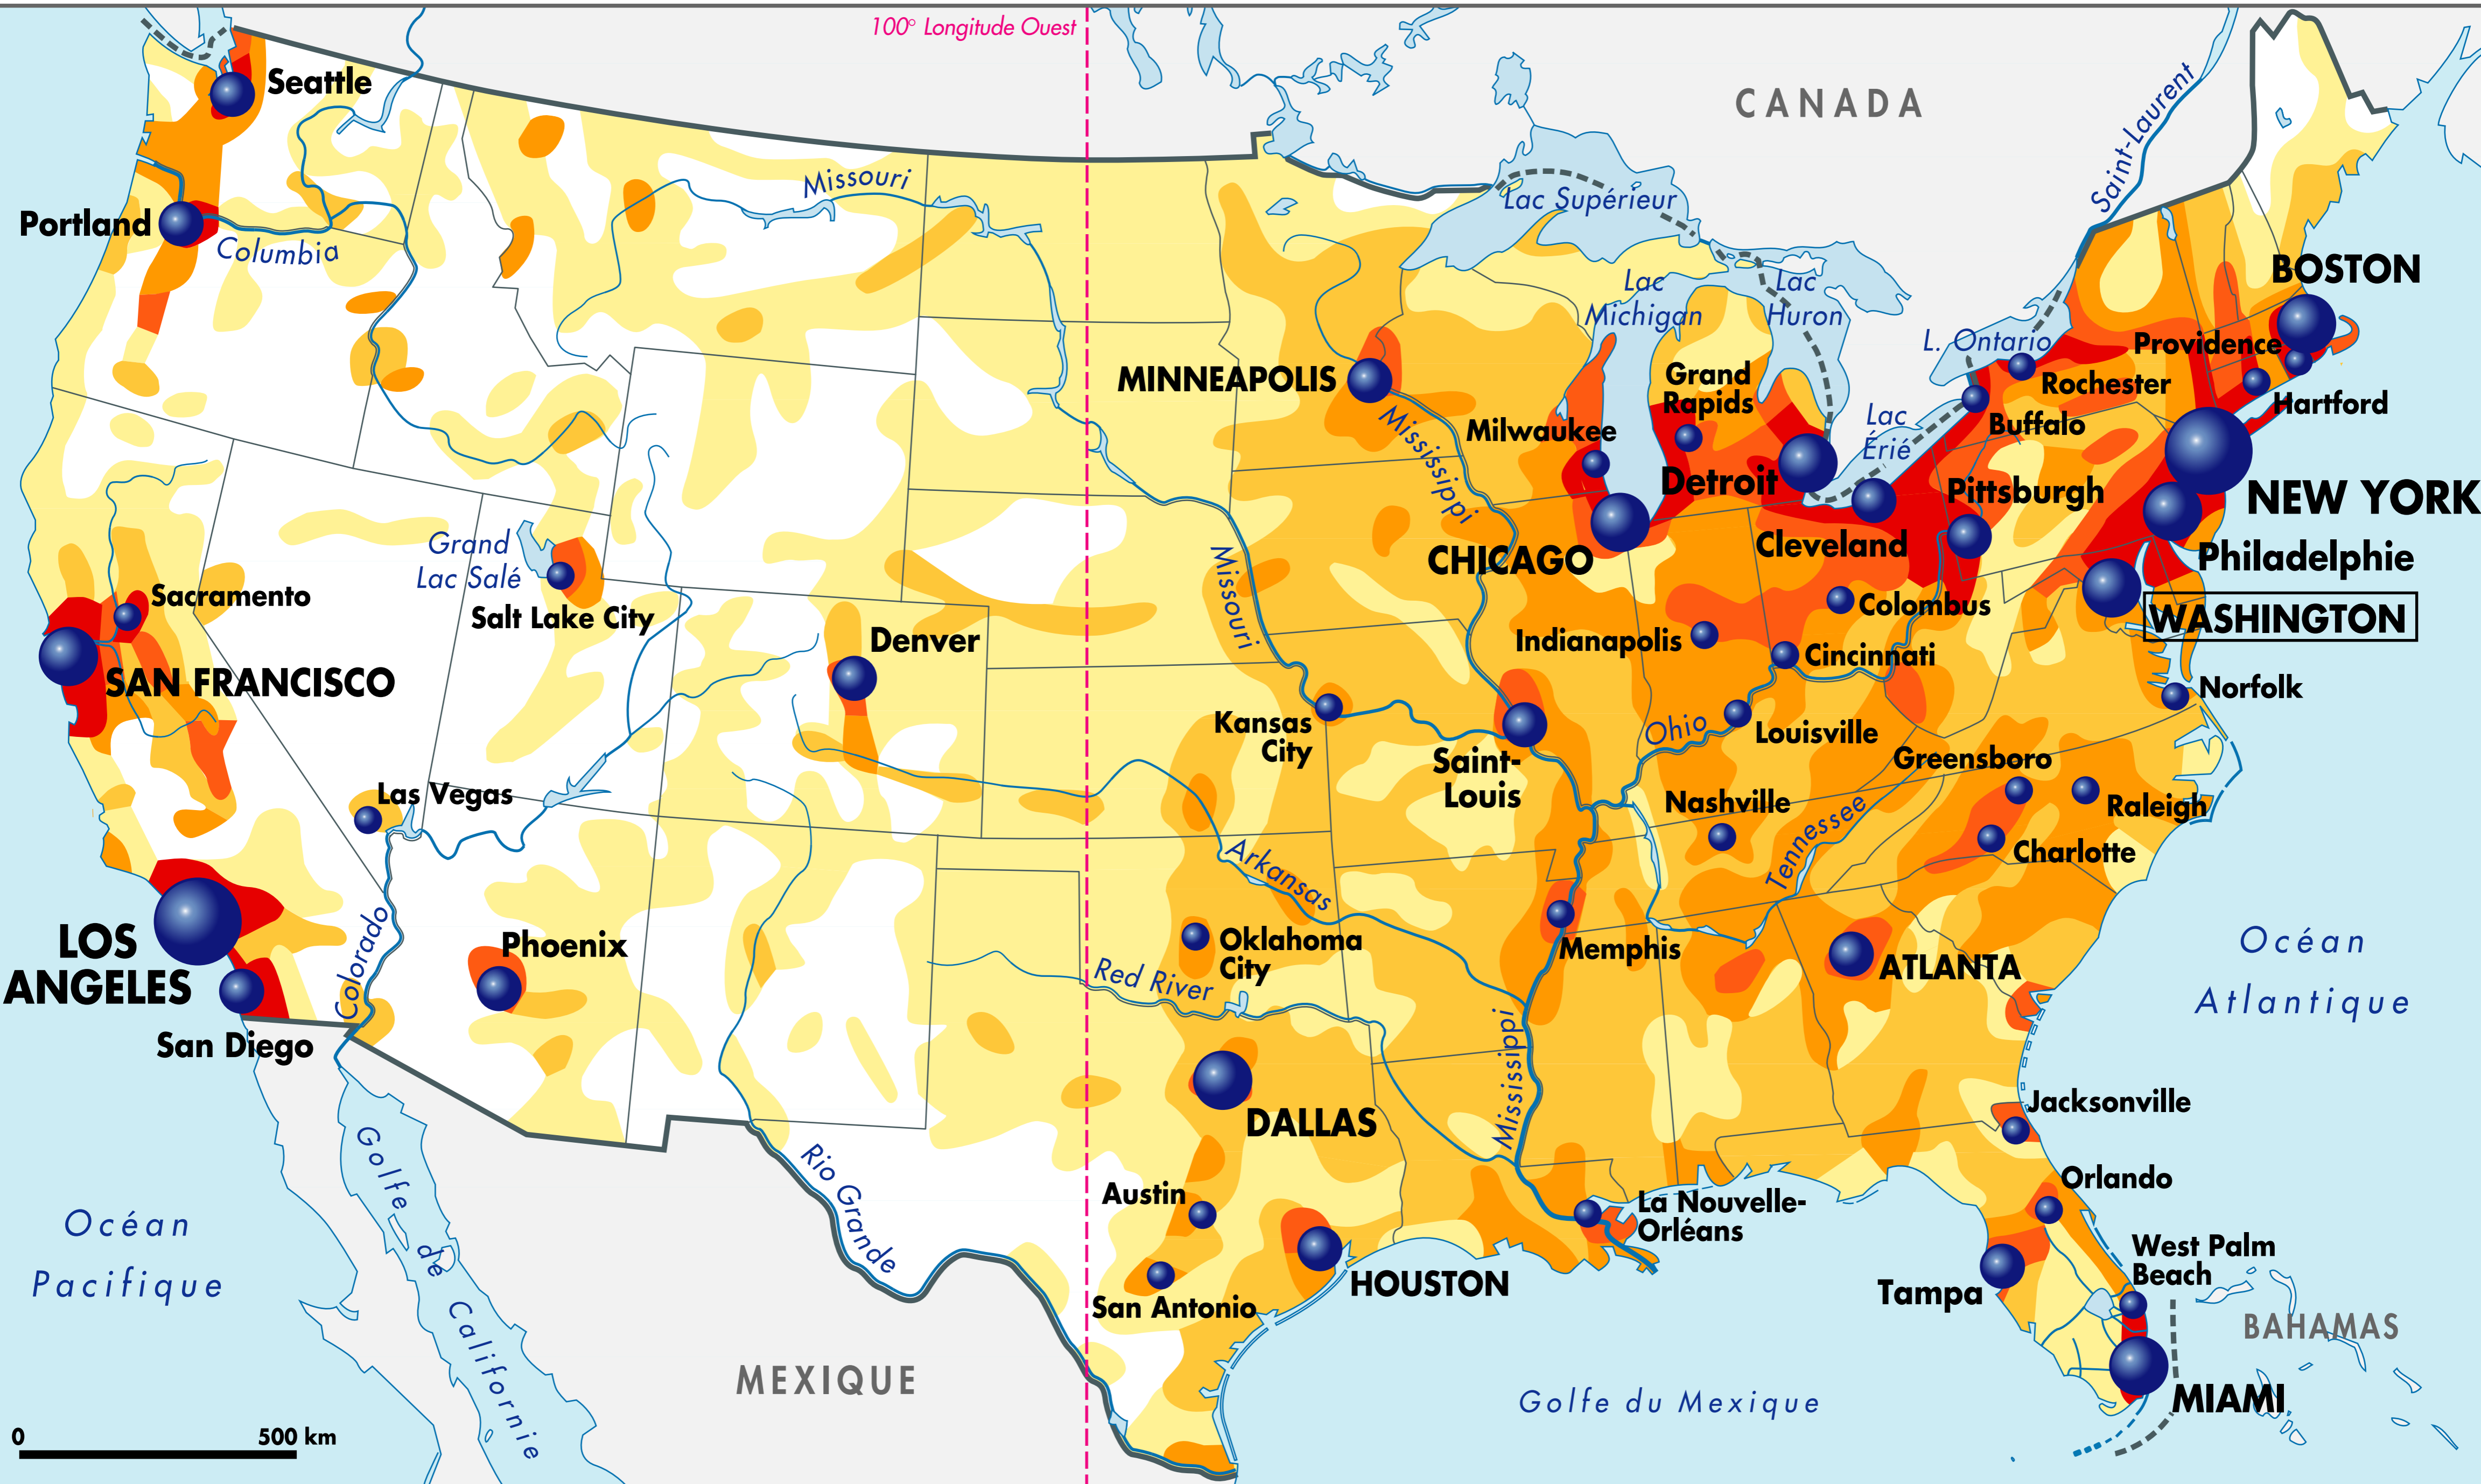 100° Longitude Ouest
CANADA
Saint-Laurent
Seattle
Missouri
Lac Supérieur
Portland
Columbia
BOSTON
Lac
Michigan
Lac
Huron
L. Ontario
Providence
MINNEAPOLIS
Grand
Rapids
Rochester
Hartford
Mississippi
Milwaukee
Lac
Érié
Buffalo
Detroit
Pittsburgh
NEW YORK
Grand
Lac Salé
Missouri
CHICAGO
Cleveland
Philadelphie
Sacramento
Salt Lake City
Denver
Colombus
WASHINGTON
Indianapolis
Cincinnati
SAN FRANCISCO
Norfolk
Kansas
City
Ohio
Louisville
Saint-
Louis
Greensboro
Las Vegas
Nashville
Tennessee
Raleigh
Charlotte
Arkansas
LOS
ANGELES
Colorado
Phoenix
Oklahoma
City
Memphis
ATLANTA
Océan
Atlantique
Red River
San Diego
Mississippi
DALLAS
Jacksonville
Golfe de Californie
Rio Grande
Austin
La Nouvelle-
Orléans
Orlando
Océan
Pacifique
West Palm
Beach
HOUSTON
Tampa
San Antonio
BAHAMAS
MEXIQUE
Golfe du Mexique
MIAMI
0 500 km